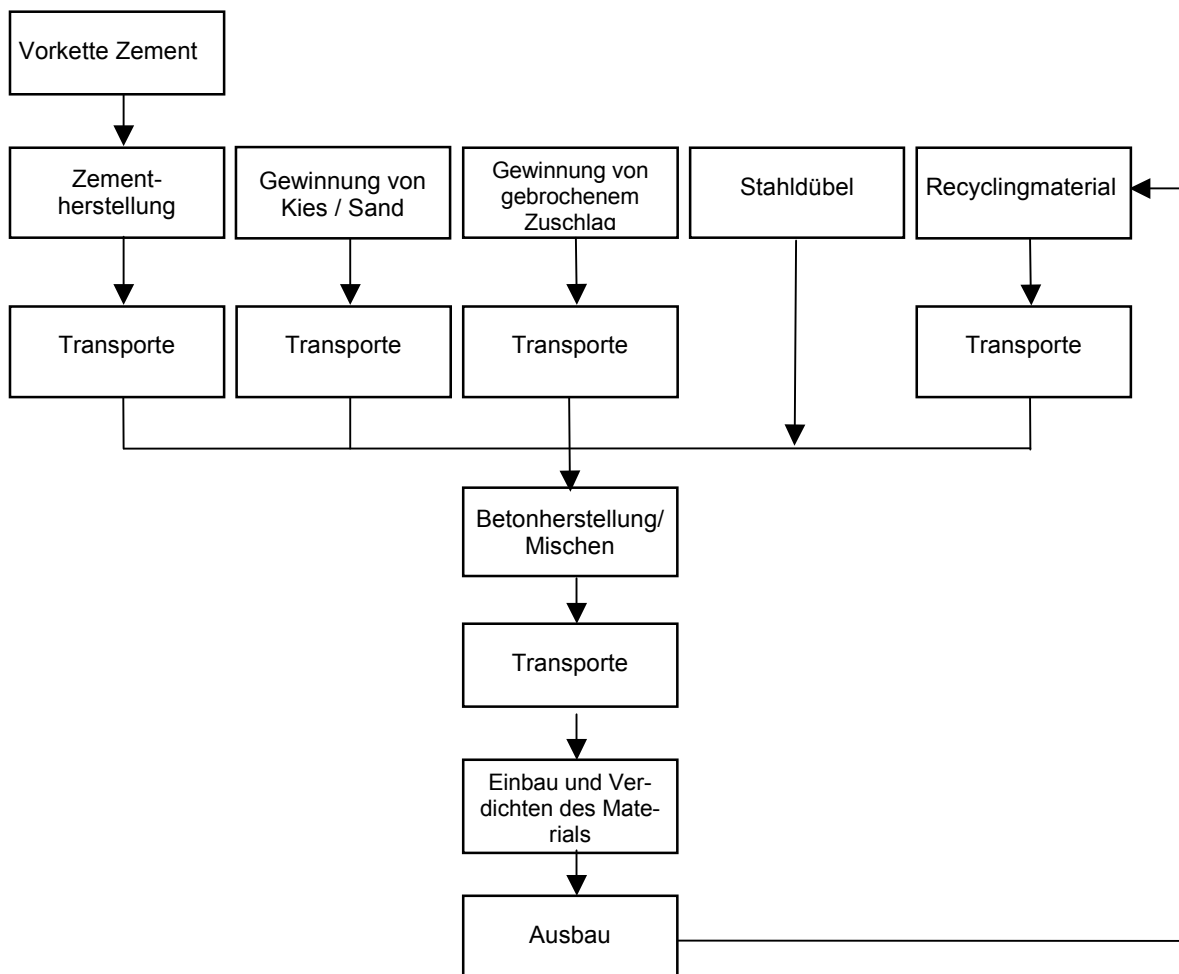 Vorkette Zement
Zement-
herstellung
Gewinnung von
Kies / Sand
Gewinnung von
gebrochenem
Zuschlag
Stahldübel
Recyclingmaterial
Transporte
Transporte
Transporte
Transporte
Betonherstellung/
Mischen
Transporte
Einbau und Ver-
dichten des Mate-
rials
Ausbau